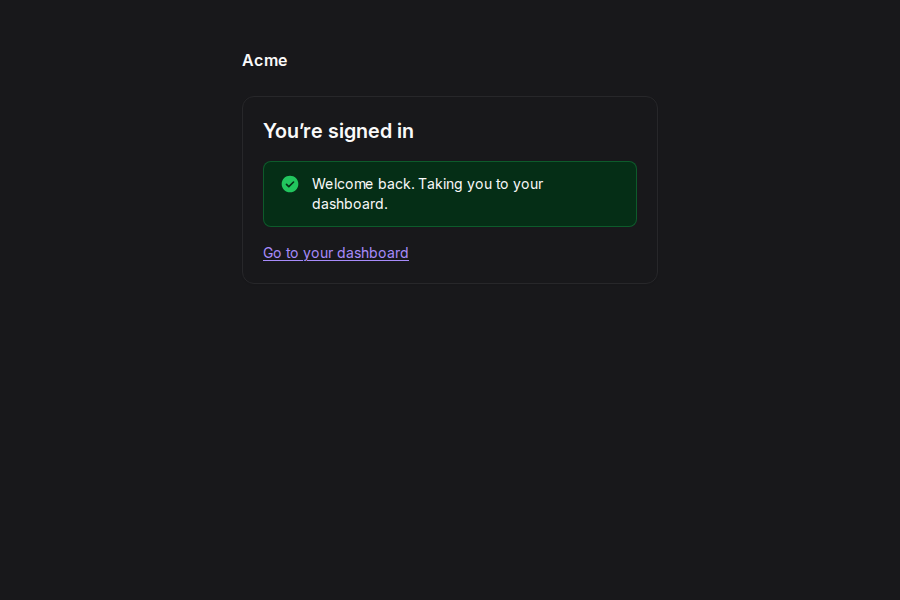 Acme
You’re signed in
Welcome back. Taking you to your
dashboard.
Go to your dashboard